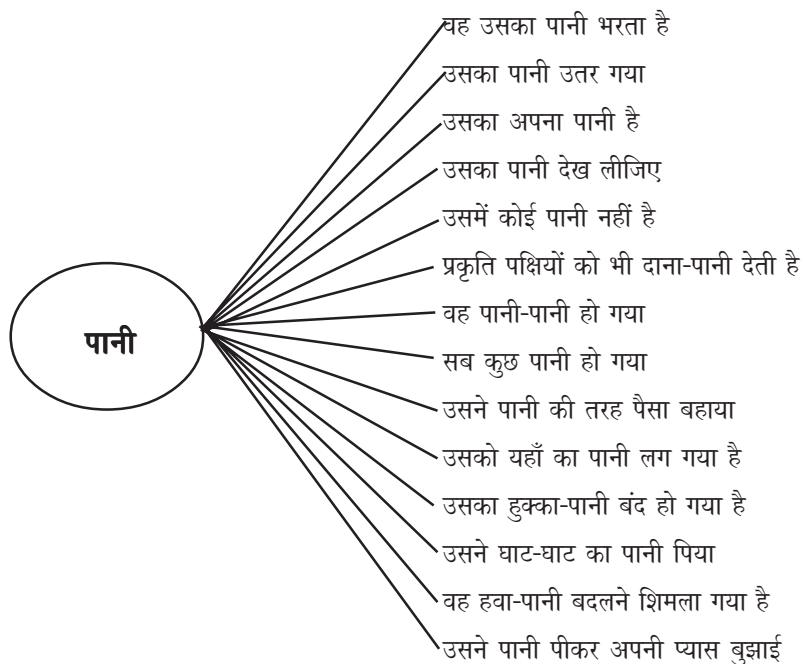 वह उसका पानी भरता है
उसका पानी उतर गया
उसका अपना पानी है
उसका पानी देख लीजिए
उसमें कोई पानी नहीं है
प्रकृति पक्षियों को भी दाना-पानी देती है
वह पानी-पानी हो गया
पानी
सब कुछ पानी हो गया
उसने पानी की तरह पैसा बहाया
उसको यहाँ का पानी लग गया है
उसका हुक्का-पानी बंद हो गया है
उसने घाट-घाट का पानी पिया
वह हवा-पानी बदलने शिमला गया है
उसने पानी पीकर अपनी प्यास बुझाई